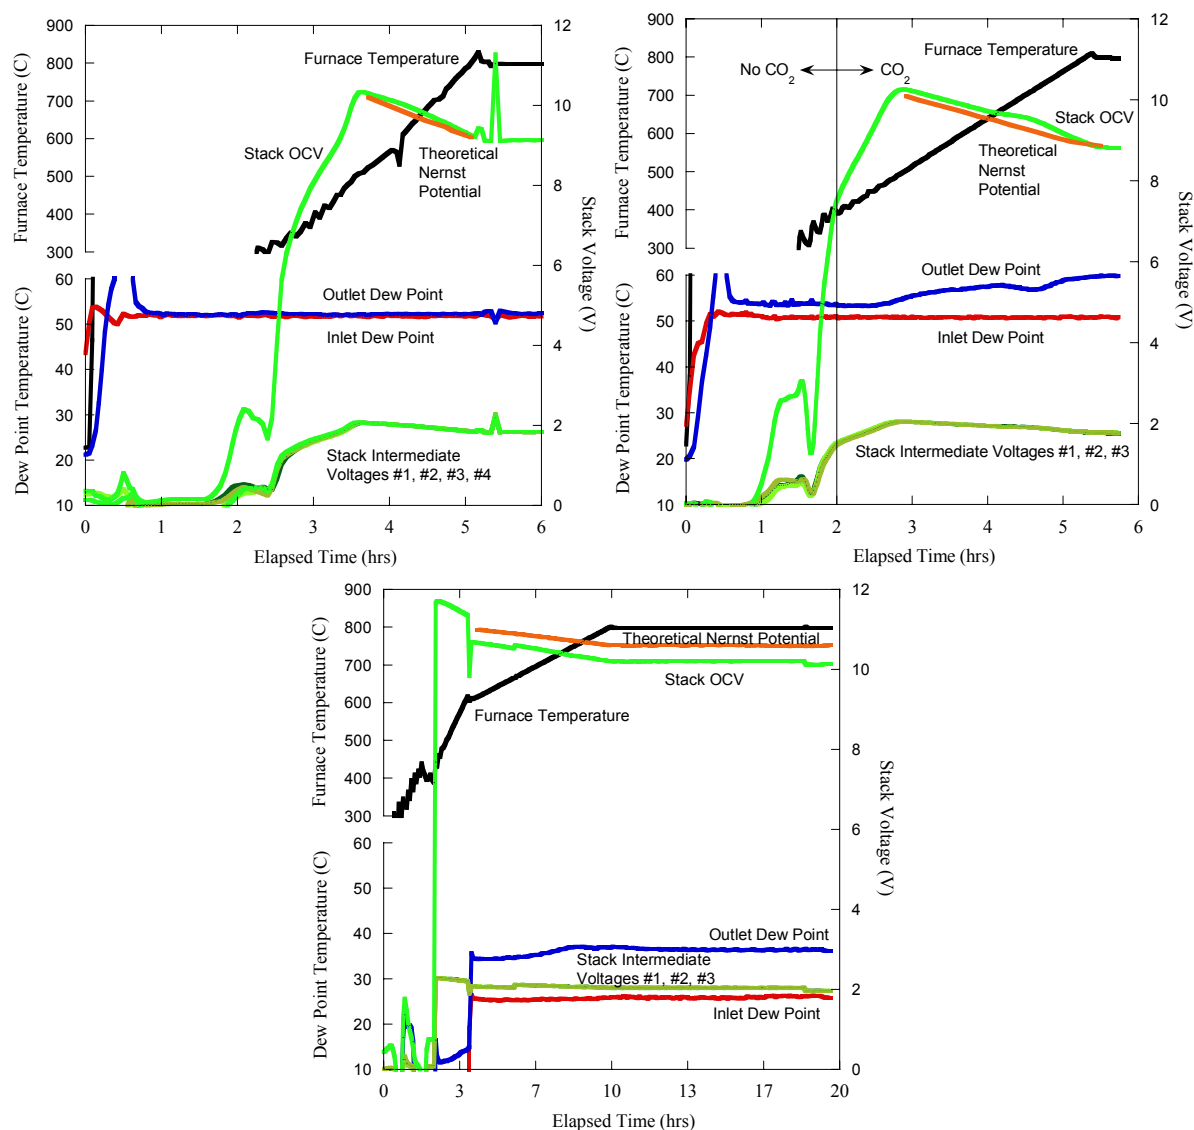 900
800
700
600
500
400
300
Furnace Temperature (C)
60
50
40
30
20
10
Dew Point Temperature (C)
12
10
8
6
4
2
0
Stack Voltage (V)
Furnace Temperature
Stack OCV
Theoretical
Nernst
Potential
Outlet Dew Point
Inlet Dew Point
Stack Intermediate
Voltages #1, #2, #3, #4
0 1 2 3 4 5 6
Elapsed Time (hrs)
900
800
700
600
500
400
300
Furnace Temperature (C)
60
50
40
30
20
10
Dew Point Temperature (C)
12
10
8
6
4
2
0
Stack Voltage (V)
Furnace Temperature
No CO2
CO2
Stack OCV
Theoretical
Nernst
Potential
Outlet Dew Point
Inlet Dew Point
Stack Intermediate Voltages #1, #2, #3
0 1 2 3 4 5 6
Elapsed Time (hrs)
900
800
700
600
500
400
300
Furnace Temperature (C)
60
50
40
30
20
10
Dew Point Temperature (C)
12
10
8
6
4
2
0
Stack Voltage (V)
Theoretical Nernst Potential
Stack OCV
Furnace Temperature
Outlet Dew Point
Stack Intermediate
Voltages #1, #2, #3
Inlet Dew Point
0 3 7 10 13 17 20
Elapsed Time (hrs)